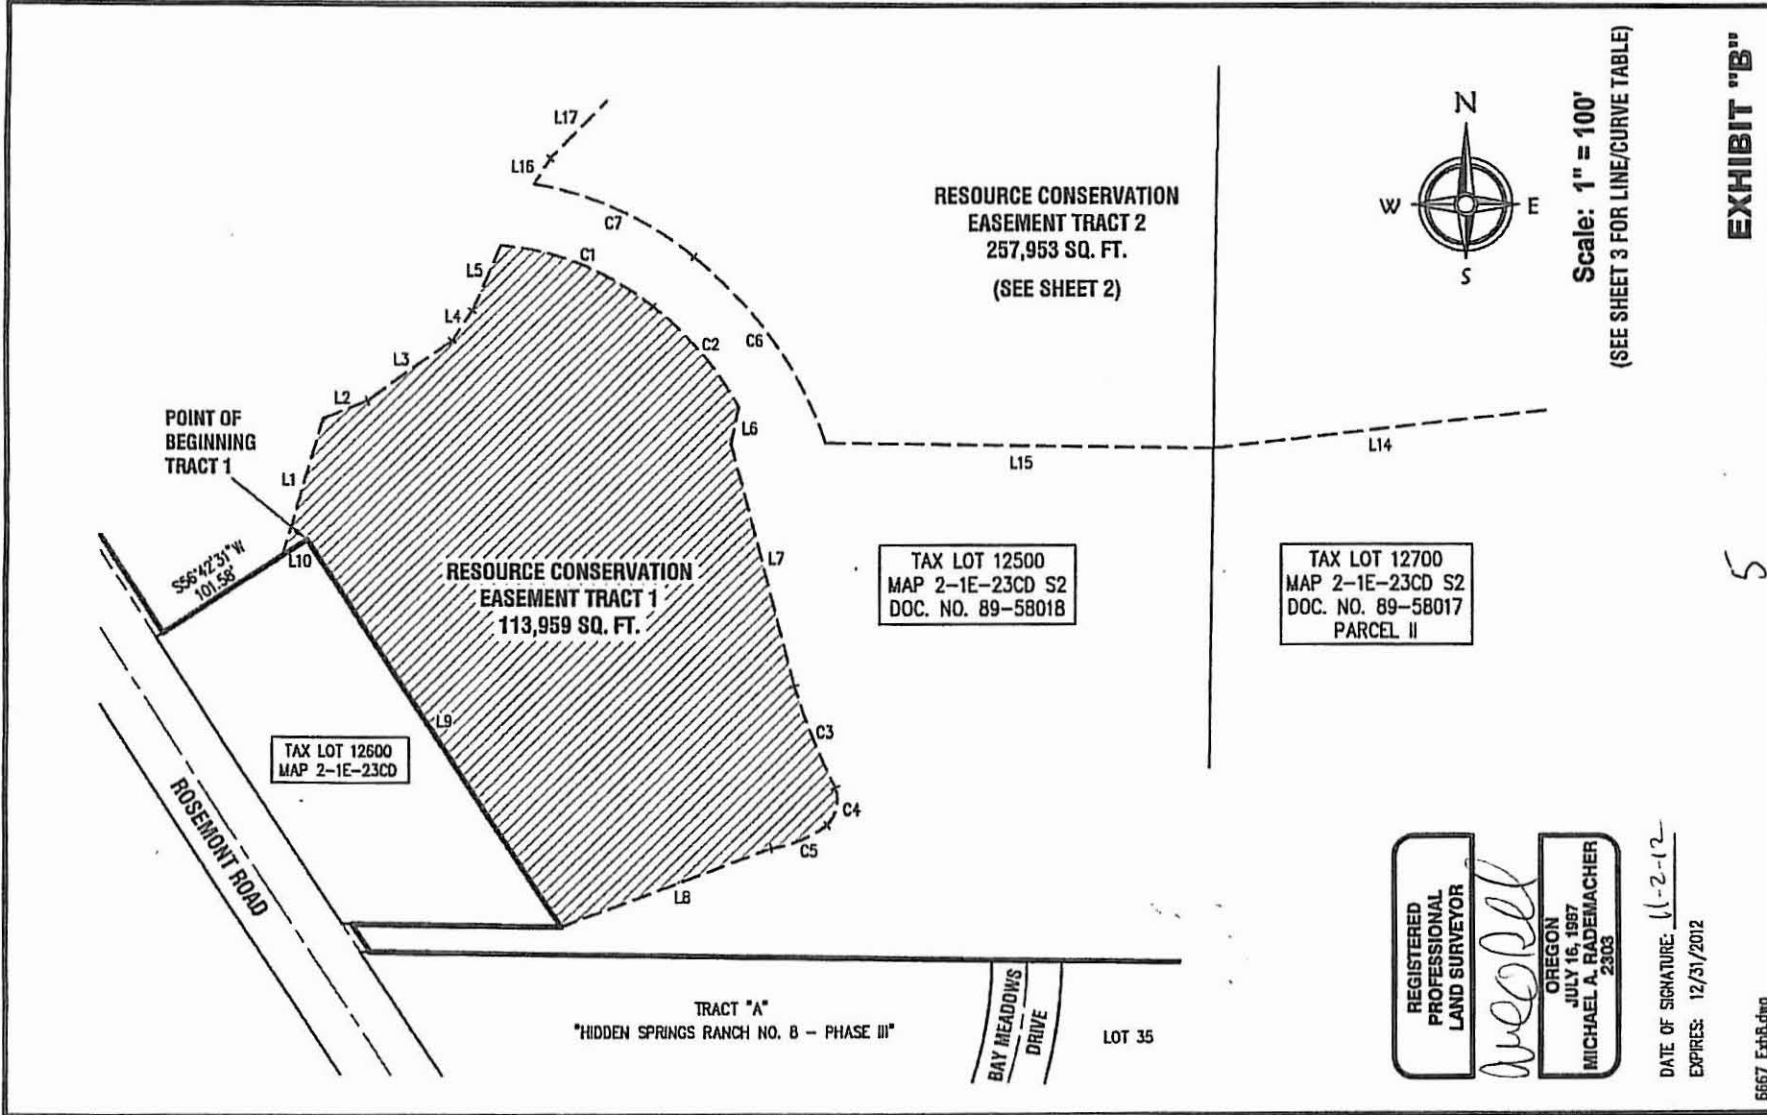 L17
L16
C7
RESOURCE CONSERVATION
EASEMENT TRACT 2
257,953 SQ. FT.
(SEE SHEET 2)
N
W
E
S
Scale: 1" = 100'
(SEE SHEET 3 FOR LINE/CURVE TABLE)
EXHIBIT "B"
C1
L5
L4
L3
L2
C2
C6
L6
L1
POINT OF
BEGINNING
TRACT 1
L15
L14
S56°42'31"W
101.58'
L10
L7
RESOURCE CONSERVATION
EASEMENT TRACT 1
113,959 SQ. FT.
TAX LOT 12500
MAP 2-1E-23CD S2
DOC. NO. 89-58018
TAX LOT 12700
MAP 2-1E-23CD S2
DOC. NO. 89-58017
PARCEL II
5
L9
C3
TAX LOT 12600
MAP 2-1E-23CD
C4
C5
L8
ROSEMONT ROAD
TRACT "A"
"HIDDEN SPRINGS RANCH NO. 8 - PHASE III"
BAY MEADOWS
DRIVE
LOT 35
REGISTERED
PROFESSIONAL
LAND SURVEYOR
OREGON
JULY 16, 1987
MICHAEL A. RADEMACHER
2303
DATE OF SIGNATURE: 11-2-12
EXPIRES: 12/31/2012
6667 ExhB.dwg